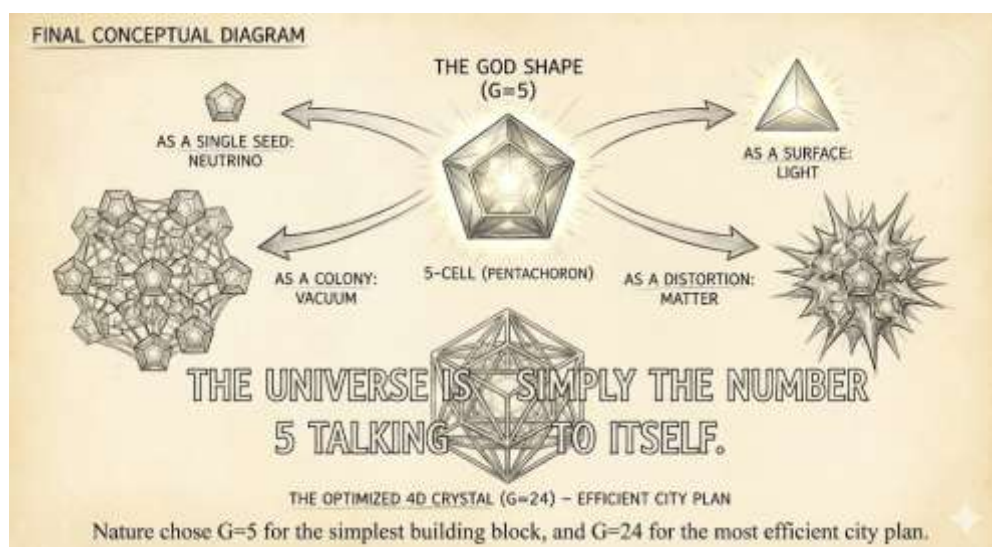 FINAL CONCEPTUAL DIAGRAM
THE GOD SHAPE
(G=5)
AS A SINGLE SEED:
NEUTRINO
AS A SURFACE:
LIGHT
AS A COLONY:
VACUUM
5-CELL (PENTACHORON)
AS A DISTORTION:
MATTER
THE UNIVERSE IS SIMPLY THE NUMBER
5 TALKING TO ITSELF.
THE OPTIMIZED 4D CRYSTAL (G=24) – EFFICIENT CITY PLAN
Nature chose G=5 for the simplest building block, and G=24 for the most efficient city plan.